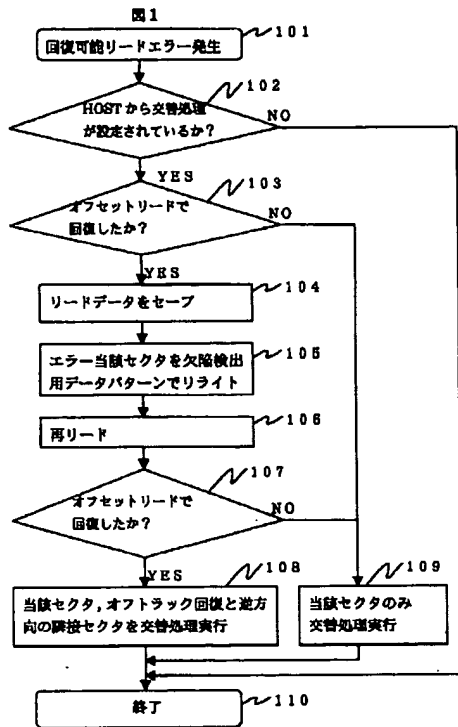 図1
回復可能リードエラー発生
101
HOSTから交替処理
が設定されているか?
102
NO
YES
オフセットリードで
回復したか?
103
NO
YES
リードデータをセーブ
104
エラー当該セクタを欠陥検出
用データパターンでリライト
105
再リード
106
オフセットリードで
回復したか?
107
NO
YES
当該セクタ,オフトラック回復と逆方
向の隣接セクタを交替処理実行
108
当該セクタのみ
交替処理実行
109
終了
110